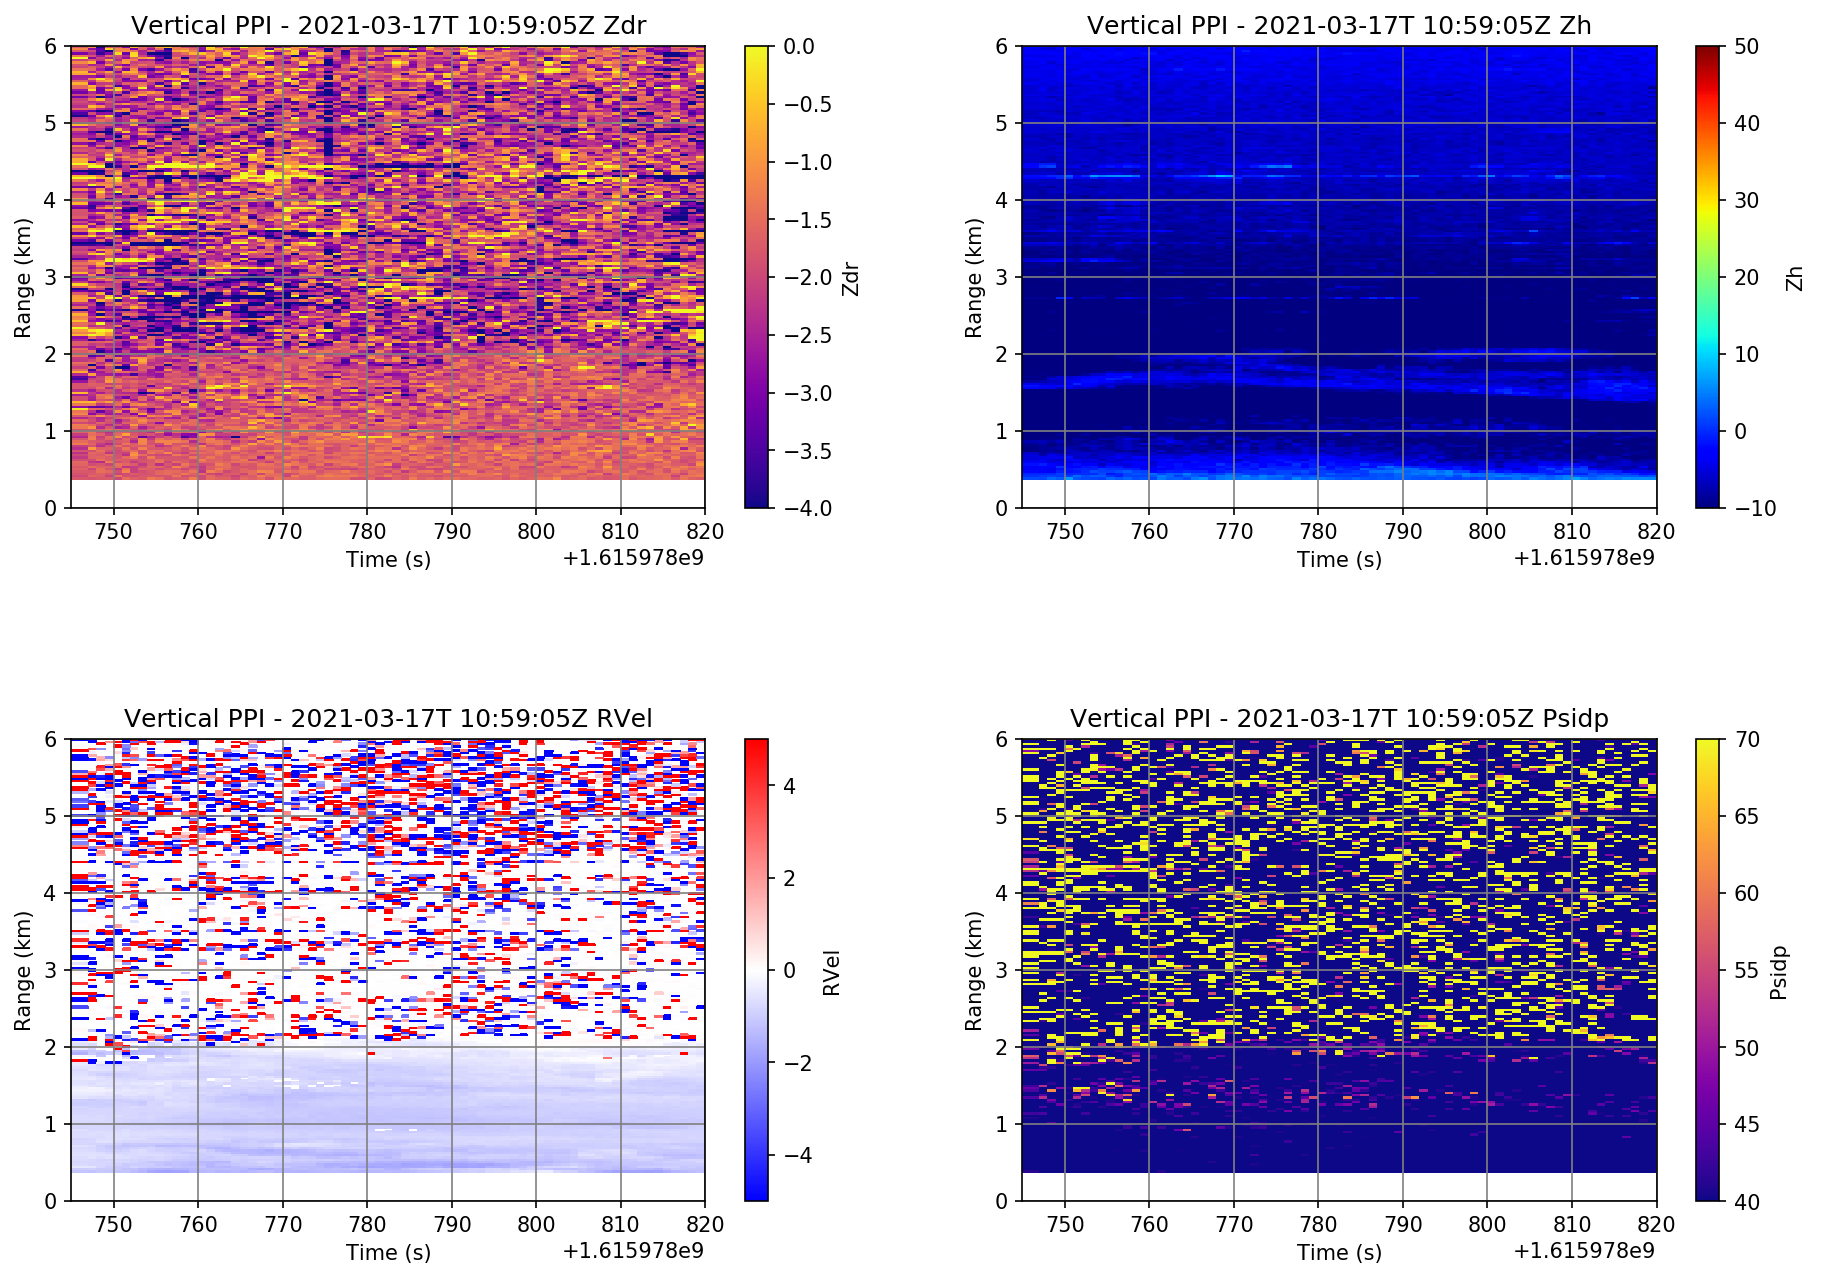 Vertical PPI - 2021-03-17T 10:59:05Z Zdr
6
5
4
3
2
1
0
Range (km)
750 760 770 780 790 800 810 820
Time (s)
+1.615978e9
0.0
−0.5
−1.0
−1.5
−2.0
−2.5
−3.0
−3.5
−4.0
Zdr
Vertical PPI - 2021-03-17T 10:59:05Z Zh
6
5
4
3
2
1
0
Range (km)
750 760 770 780 790 800 810 820
Time (s)
+1.615978e9
50
40
30
20
10
0
−10
Zh
Vertical PPI - 2021-03-17T 10:59:05Z RVel
6
5
4
3
2
1
0
Range (km)
750 760 770 780 790 800 810 820
Time (s)
+1.615978e9
4
2
0
−2
−4
RVel
Vertical PPI - 2021-03-17T 10:59:05Z Psidp
6
5
4
3
2
1
0
Range (km)
750 760 770 780 790 800 810 820
Time (s)
+1.615978e9
70
65
60
55
50
45
40
Psidp